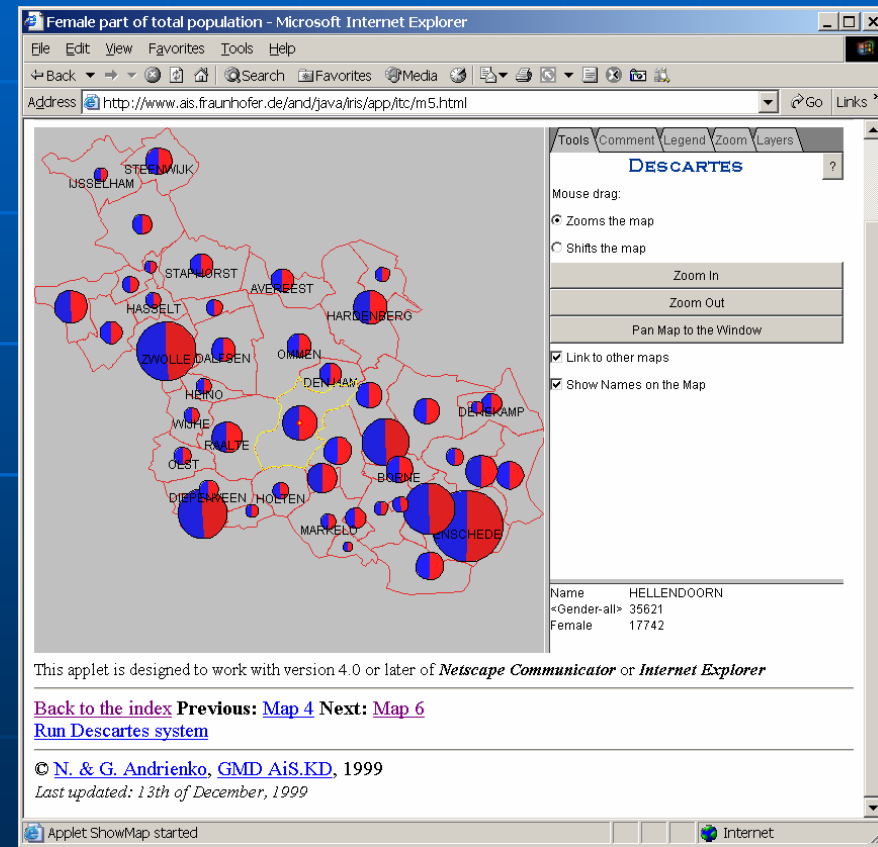 Female part of total population - Microsoft Internet Explorer
File Edit View Favorites Tools Help
Back Search Favorites Media
Address http://www.ais.fraunhofer.de/and/java/iris/app/itc/m5.html Go Links
Tools Comment Legend Zoom Layers
DESCARTES ?
Mouse drag:
Zooms the map
Shifts the map
Zoom In
Zoom Out
Pan Map to the Window
Link to other maps
Show Names on the Map
STEENWIJK
IJSSELHAM
STAPHORST
AVEREEST
HASSELT
HARDENBERG
ZWOLLE DALFSEN
OMMEN
DEN HAM
HEINO
DENEKAMP
WIJHE
RAALTE
OLST
BORNE
DIEPENVEEN HOLTEN
MARKELO
ENSCHEDE
Name HELLENDOORN
<Gender-all> 35621
Female 17742
This applet is designed to work with version 4.0 or later of Netscape Communicator or Internet Explorer
Back to the index Previous: Map 4 Next: Map 6
Run Descartes system
© N. & G. Andrienko, GMD AiS.KD, 1999
Last updated: 13th of December, 1999
Applet ShowMap started
Internet